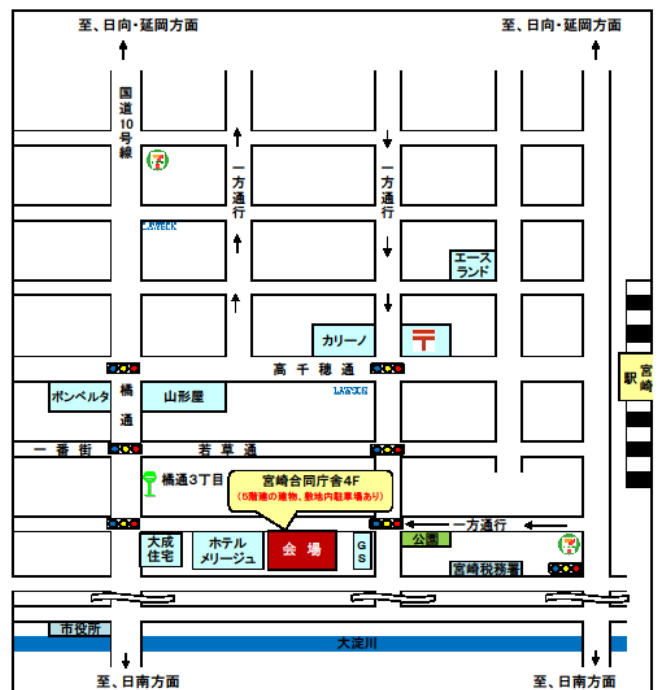 至、日向・延岡方面
至、日向・延岡方面
国道10号線
一方通行
一方通行
LAWSON
エース
ランド
カリーノ
〒
高千穂通
宮崎
駅
ボンベルタ
橘通
山形屋
LAWSON
一番街
若草通
橘通3丁目
宮崎合同庁舎4F
(5階建の建物、敷地内駐車場あり)
一方通行
大成
住宅
ホテル
メリージュ
会場
GS
公園
宮崎税務署
市役所
大淀川
至、日南方面
至、日南方面